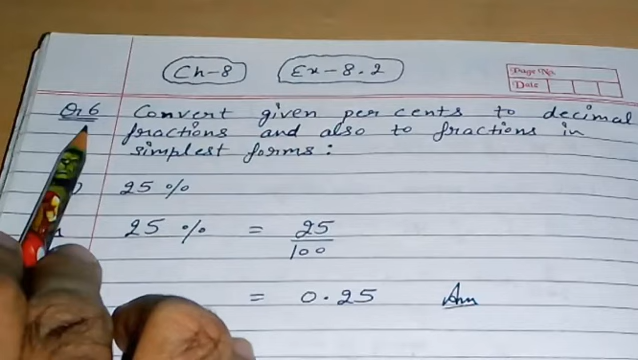 Ch-8 Ex-8.2
Page No.
Date
Qn6 Convert given per cents to decimal
fractions and also to fractions in
simplest forms:
25 %
25 % = 25
100
= 0.25 Ans